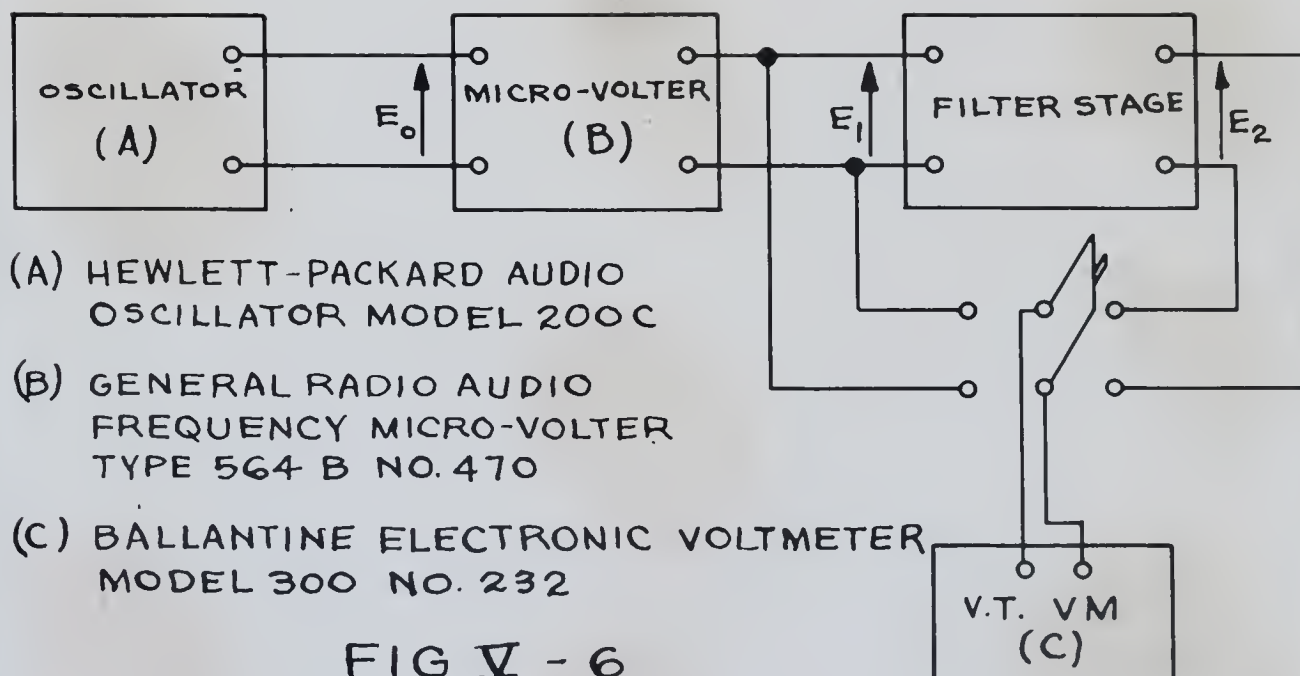 OSCILLATOR
(A)
E₀
MICRO-VOLTER
(B)
E₁
FILTER STAGE
E₂
(A) HEWLETT-PACKARD AUDIO
OSCILLATOR MODEL 200C
(B) GENERAL RADIO AUDIO
FREQUENCY MICRO-VOLTER
TYPE 564 B NO. 470
(C) BALLANTINE ELECTRONIC VOLTMETER
MODEL 300 NO. 232
V.T. VM
(C)
FIG V - 6